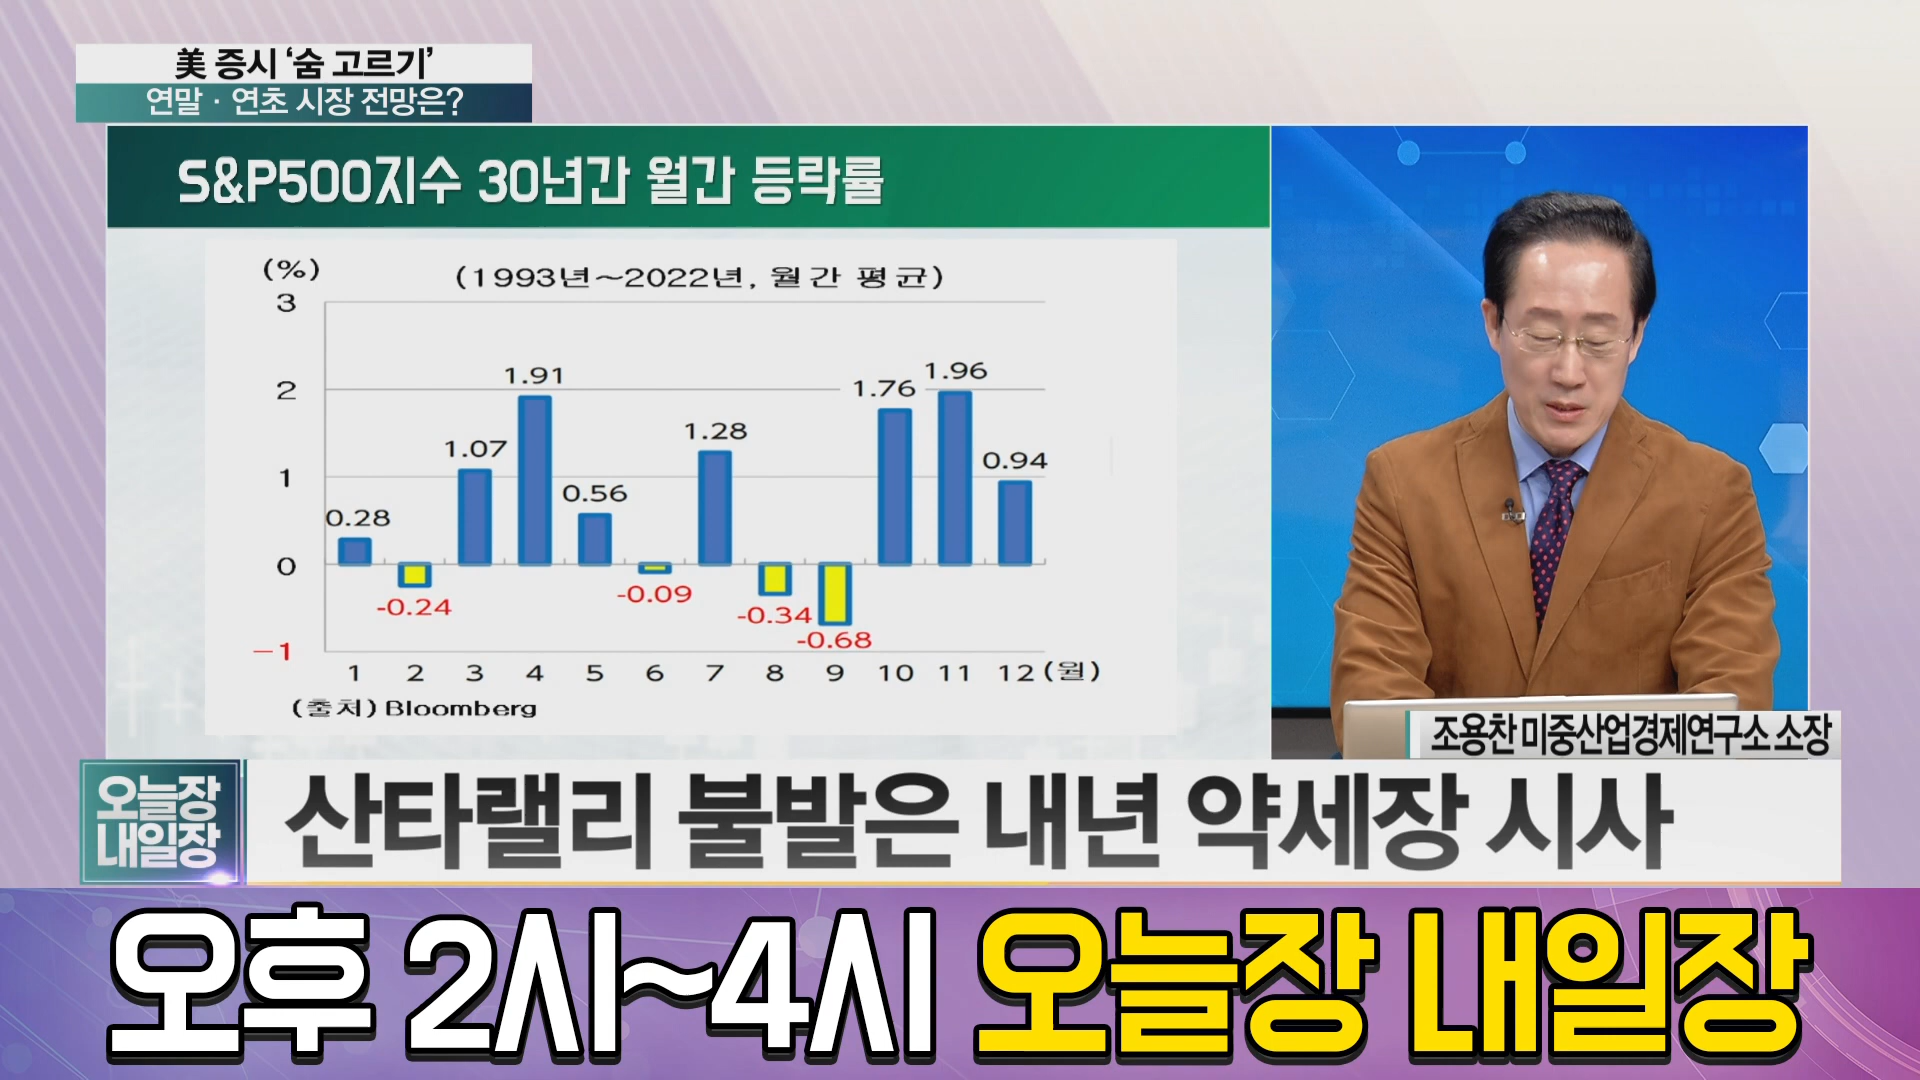 美 증시 ‘숨 고르기’
연말·연초 시장 전망은?
S&P500지수 30년간 월간 등락률
(%)
(1993년~2022년, 월간 평균)
3
2
1
0
-1
0.28
-0.24
1.07
1.91
0.56
-0.09
1.28
-0.34
-0.68
1.76
1.96
0.94
1 2 3 4 5 6 7 8 9 10 11 12 (월)
(출처) Bloomberg
조용찬 미중산업경제연구소 소장
오늘장
내일장
산타랠리 불발은 내년 약세장 시사
오후 2시~4시 오늘장 내일장